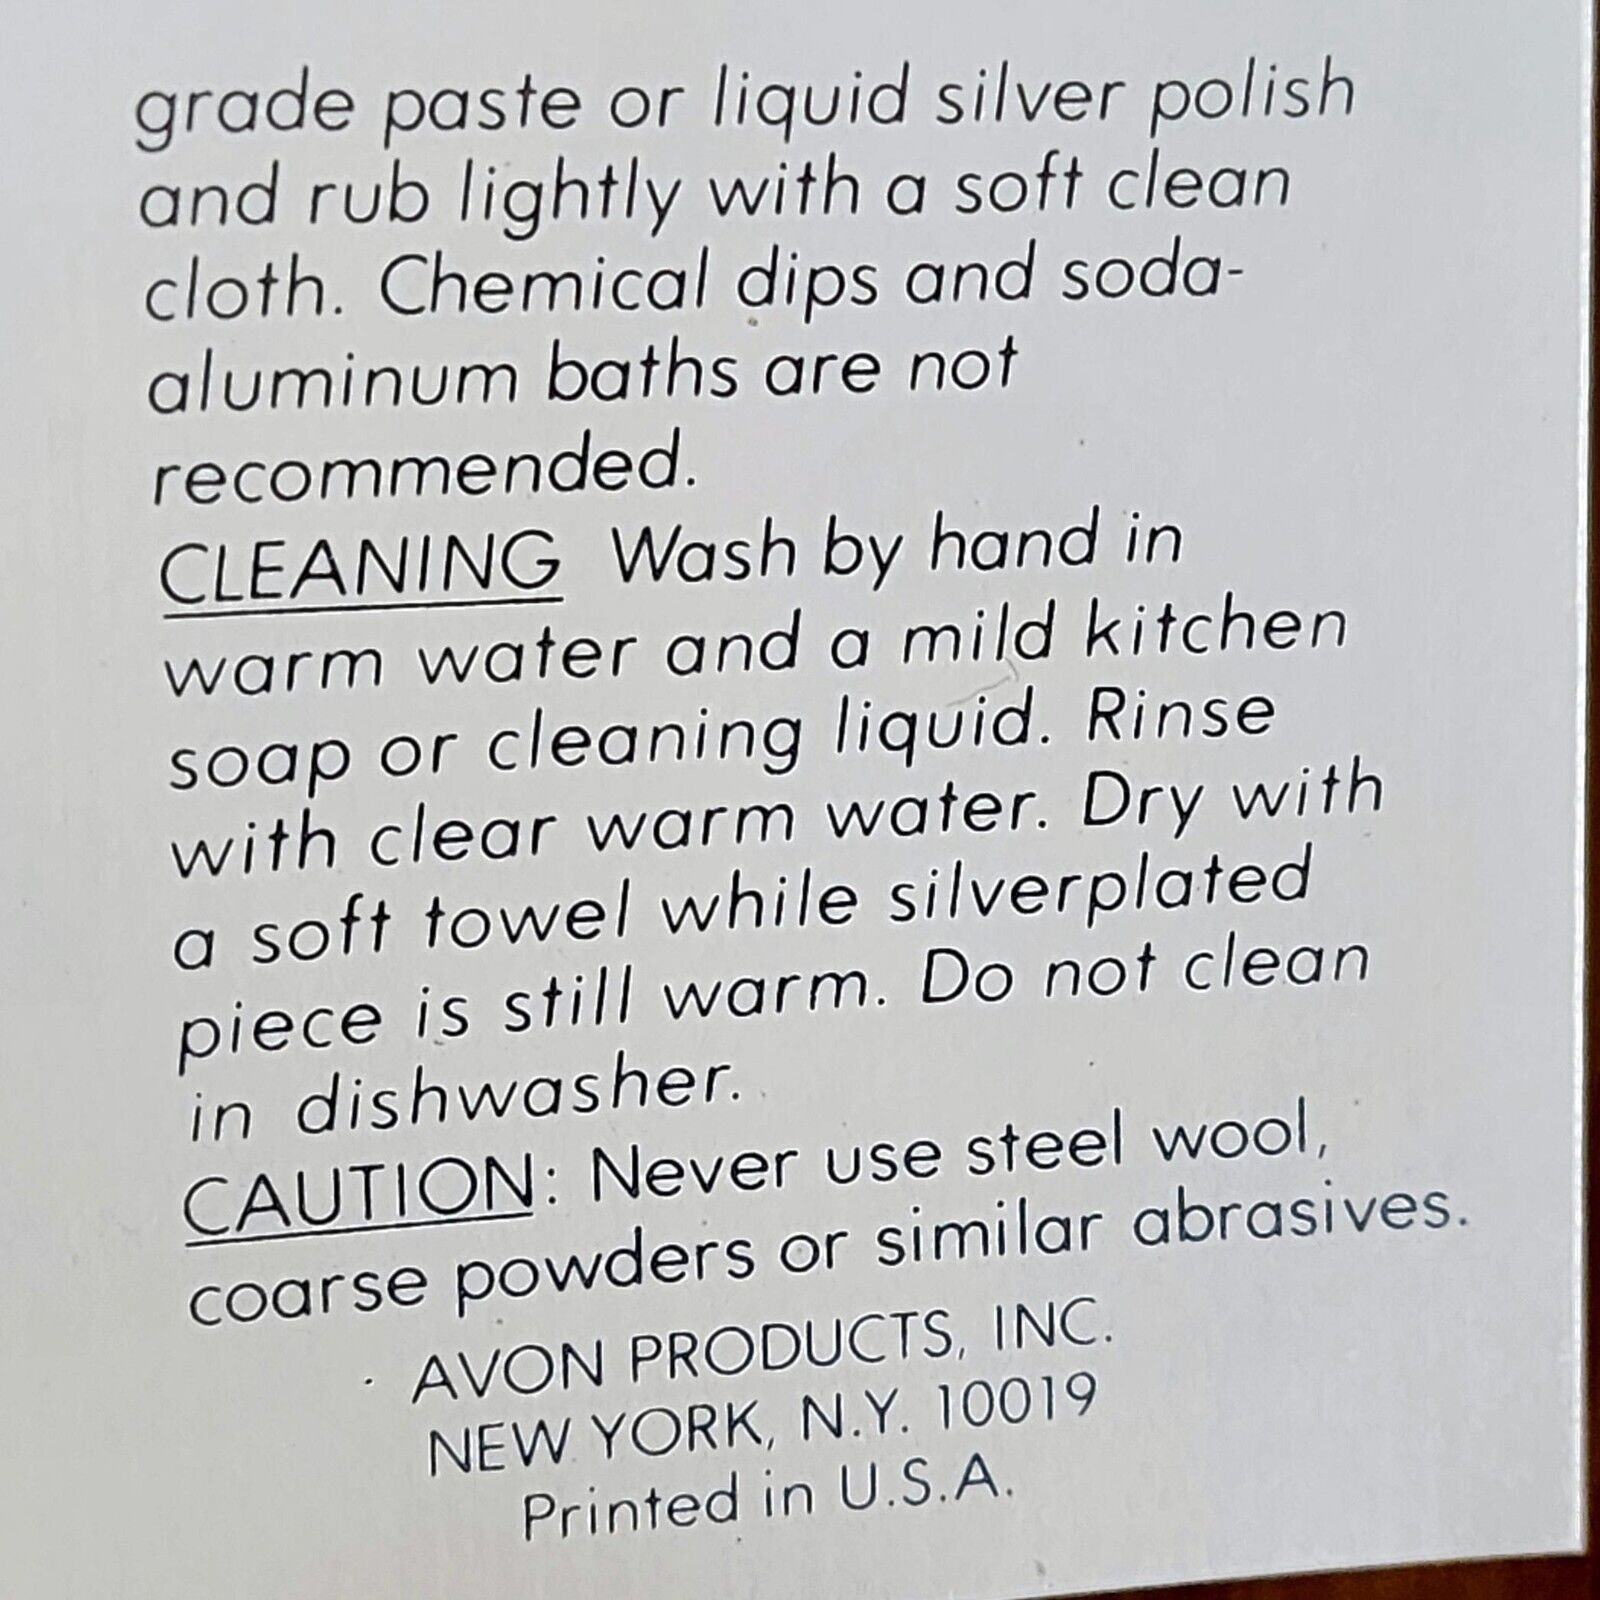 grade paste or liquid silver polish
and rub lightly with a soft clean
cloth. Chemical dips and soda-
aluminum baths are not
recommended.
CLEANING Wash by hand in
warm water and a mild kitchen
soap or cleaning liquid. Rinse
with clear warm water. Dry with
a soft towel while silverplated
piece is still warm. Do not clean
in dishwasher.
CAUTION: Never use steel wool,
coarse powders or similar abrasives.
AVON PRODUCTS, INC.
NEW YORK, N.Y. 10019
Printed in U.S.A.